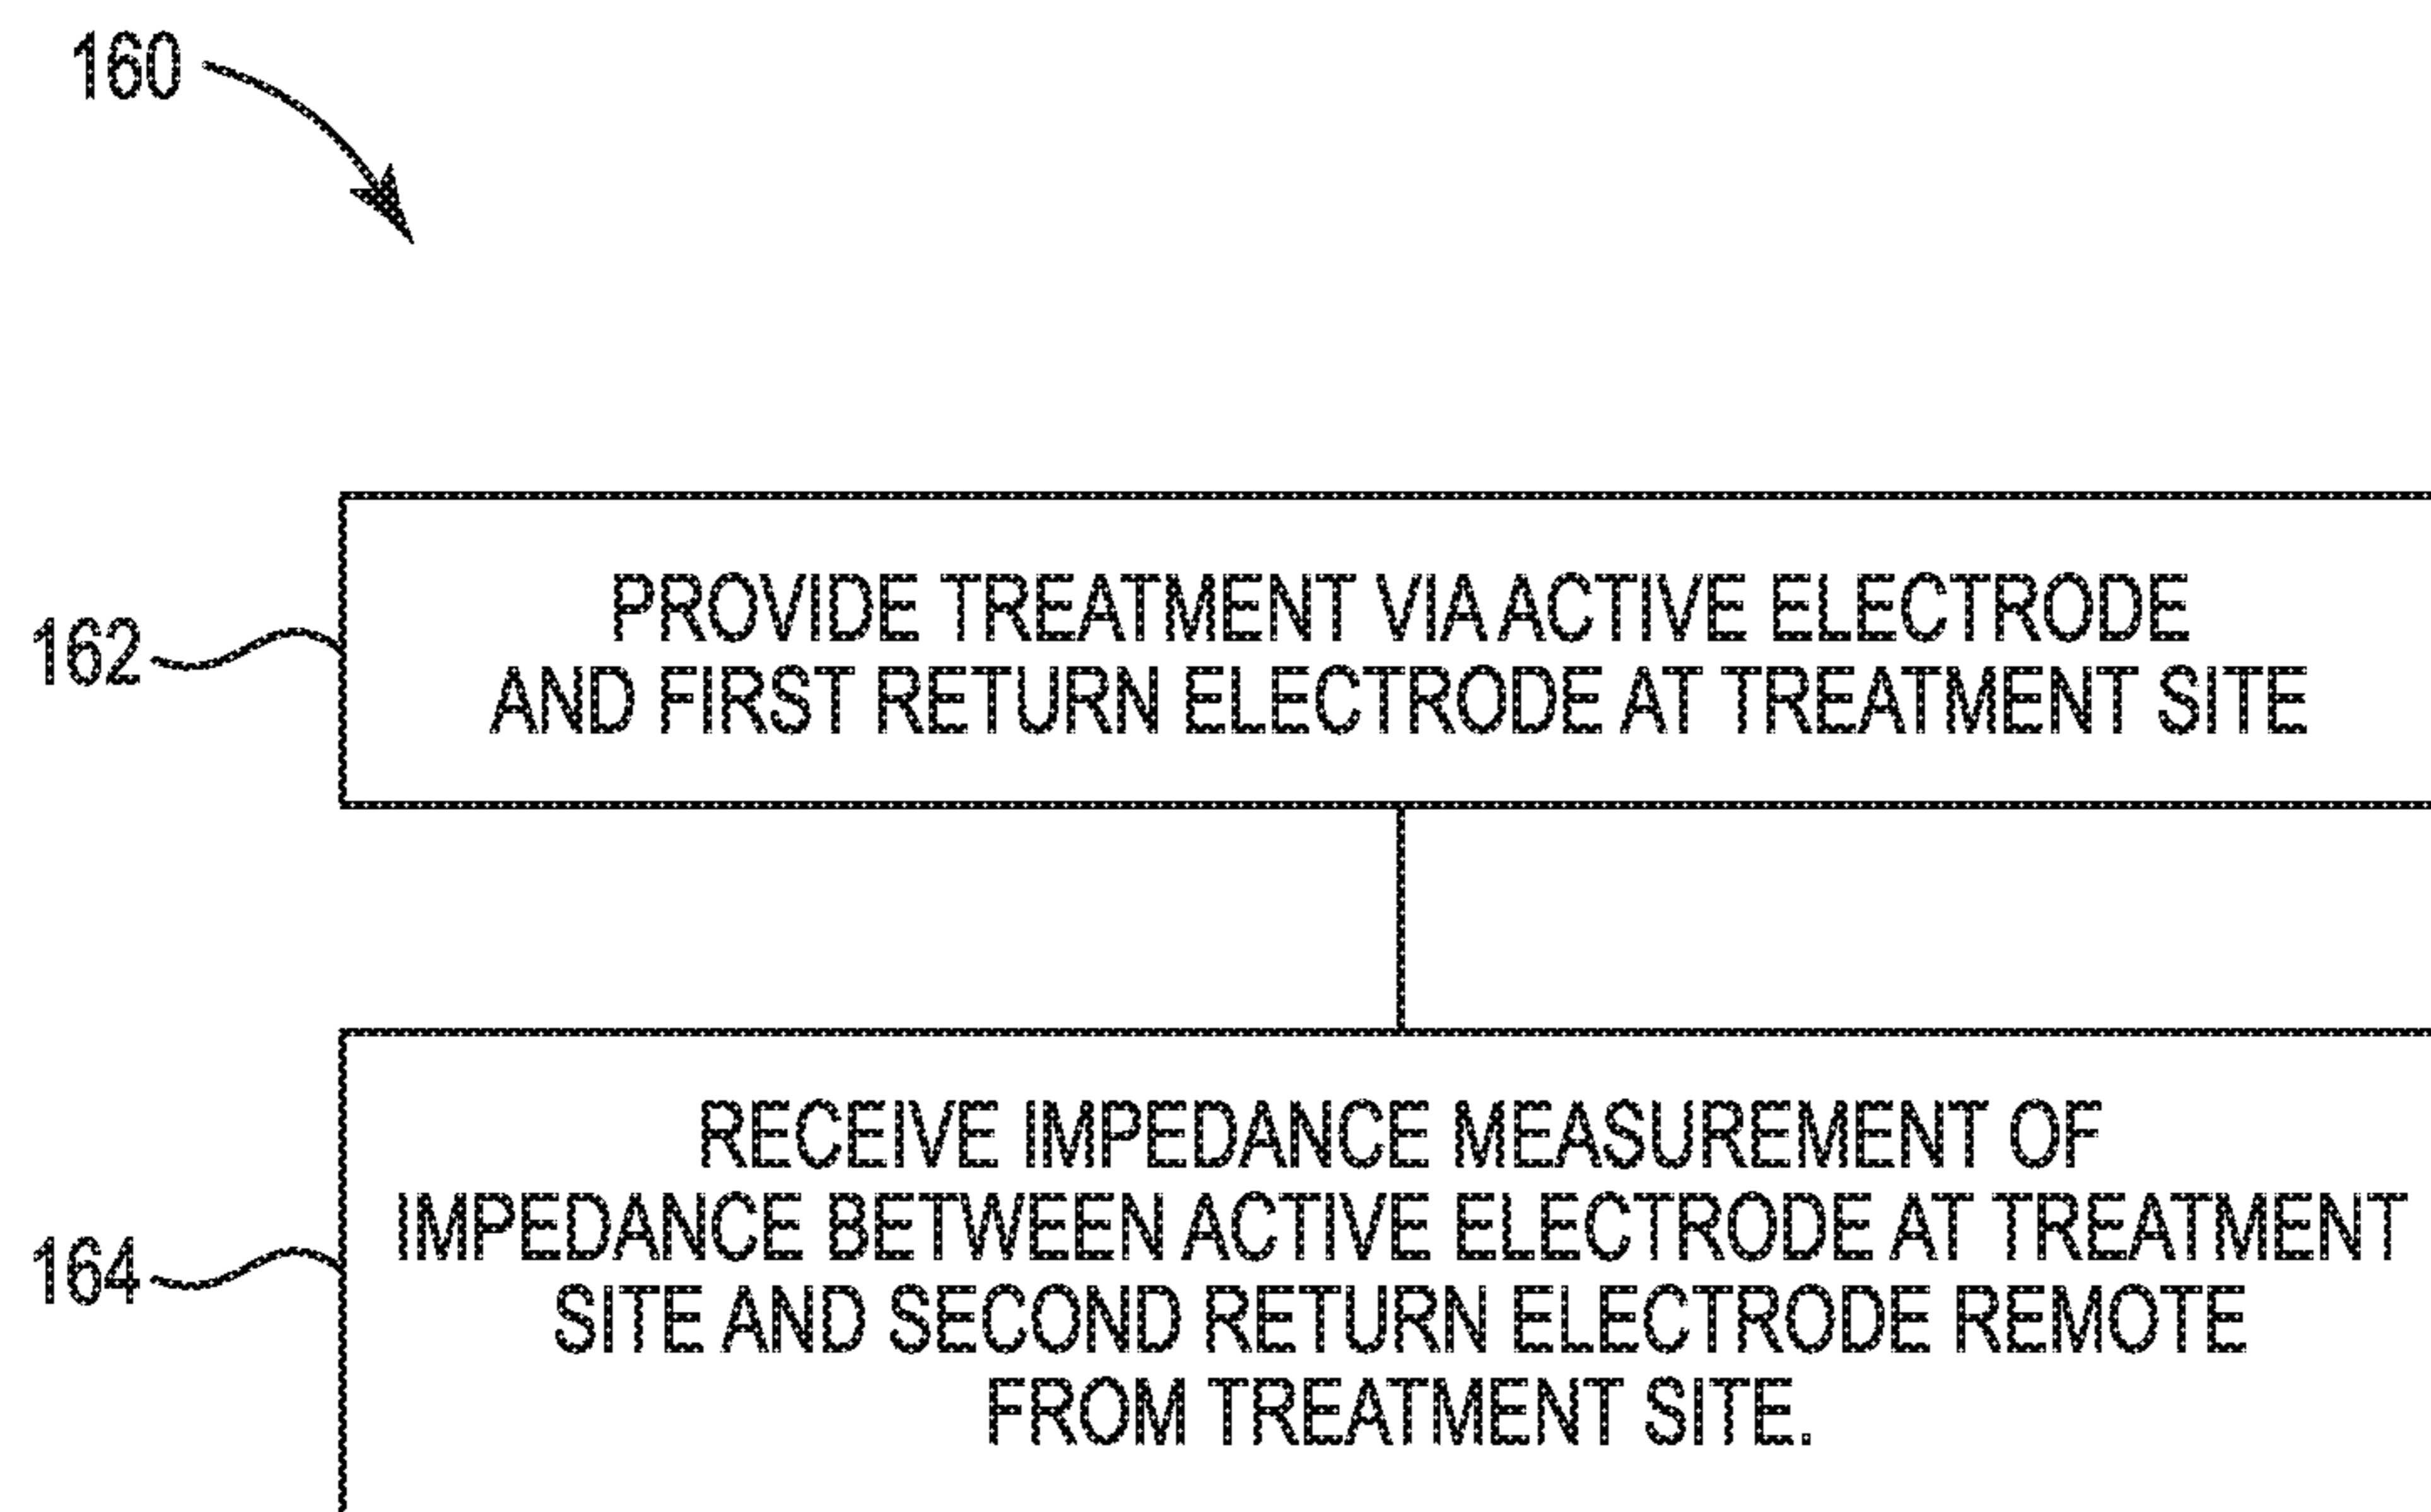 160
162
PROVIDE TREATMENT VIA ACTIVE ELECTRODE
AND FIRST RETURN ELECTRODE AT TREATMENT SITE
164
RECEIVE IMPEDANCE MEASUREMENT OF
IMPEDANCE BETWEEN ACTIVE ELECTRODE AT TREATMENT
SITE AND SECOND RETURN ELECTRODE REMOTE
FROM TREATMENT SITE.